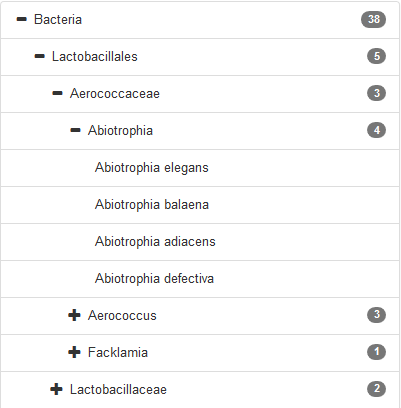 Bacteria 38
Lactobacillales 5
Aerococcaceae 3
Abiotrophia 4
Abiotrophia elegans
Abiotrophia balaena
Abiotrophia adiacens
Abiotrophia defectiva
Aerococcus 3
Facklamia 1
Lactobacillaceae 2